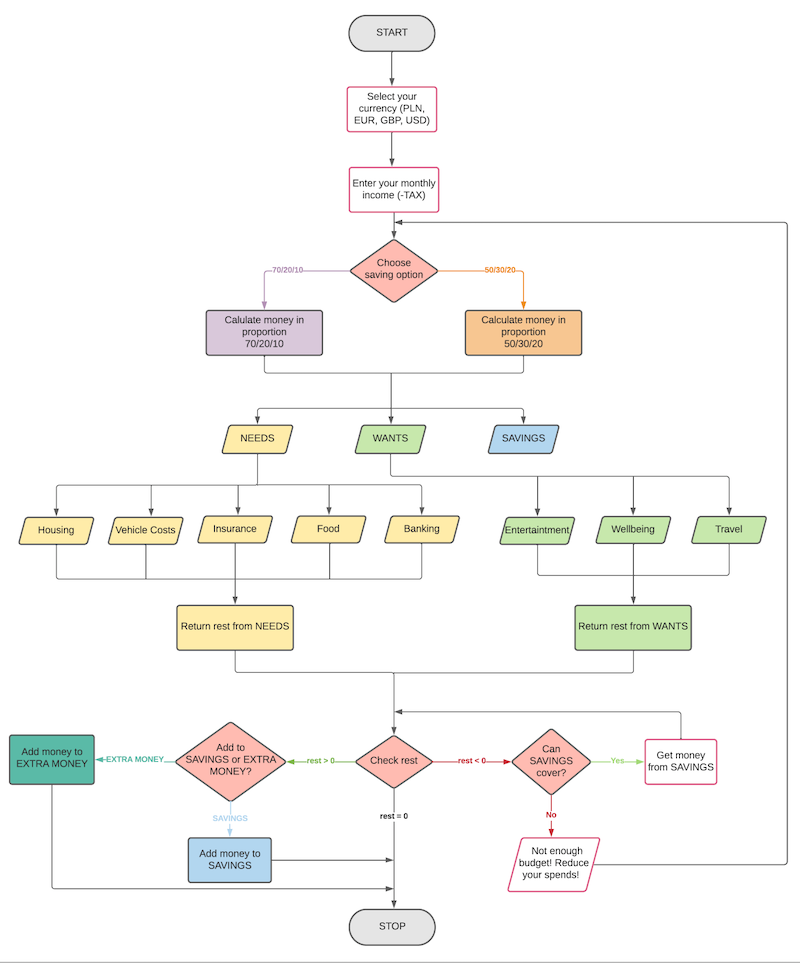 START
Select your
currency (PLN,
EUR, GBP, USD)
Enter your monthly
income (-TAX)
Choose
saving option
70/20/10
50/30/20
Calulate money in
proportion
70/20/10
Calculate money in
proportion
50/30/20
NEEDS
WANTS
SAVINGS
Housing
Vehicle Costs
Insurance
Food
Banking
Entertaintment
Wellbeing
Travel
Return rest from NEEDS
Return rest from WANTS
Add money to
EXTRA MONEY
EXTRA MONEY
Add to
SAVINGS or EXTRA
MONEY?
rest > 0
Check rest
rest < 0
Can
SAVINGS
cover?
Yes
Get money
from SAVINGS
SAVINGS
rest = 0
No
Add money to
SAVINGS
Not enough
budget! Reduce
your spends!
STOP